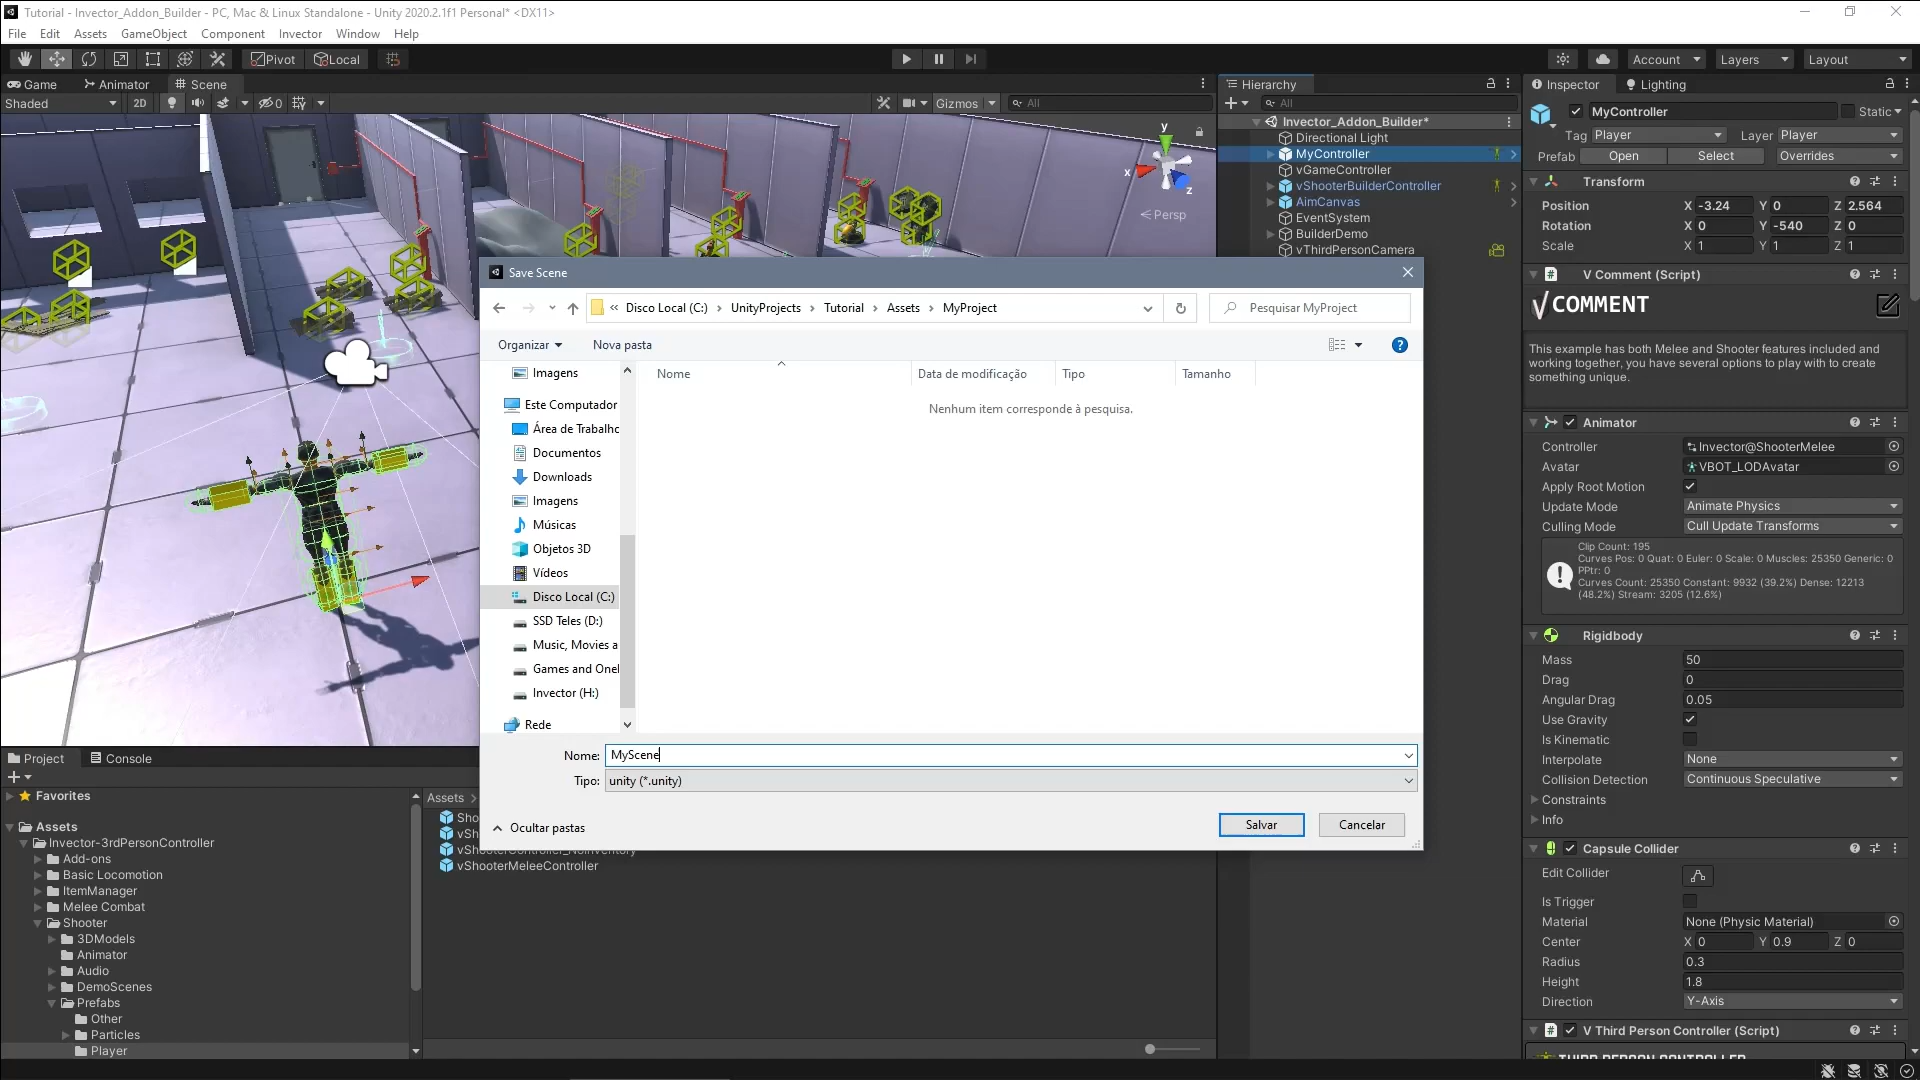 Tutorial - Invector_Addon_Builder - PC, Mac & Linux Standalone - Unity 2020.2.1f1 Personal* <DX11>
File Edit Assets GameObject Component Invector Window Help
Pivot Local Account Layers Layout
Game Animator Scene
Shaded 2D 0 Gizmos All
y
x
z
Persp
Hierarchy
All
Invector_Addon_Builder*
Directional Light
MyController
vGameController
vShooterBuilderController
AimCanvas
EventSystem
BuilderDemo
vThirdPersonCamera
Inspector Lighting
MyController Static
Tag Player Layer Player
Prefab Open Select Overrides
Transform
Position X -3.24 Y 0 Z 2.564
Rotation X 0 Y -540 Z 0
Scale X 1 Y 1 Z 1
V Comment (Script)
COMMENT
This example has both Melee and Shooter features included and
working together, you have several options to play with to create
something unique.
Animator
Controller Invector@ShooterMelee
Avatar VBOT_LODAvatar
Apply Root Motion
Update Mode Animate Physics
Culling Mode Cull Update Transforms
Clip Count: 195
Curves Pos: 0 Quat: 0 Euler: 0 Scale: 0 Muscles: 25350 Generic: 0
PPtr: 0
Curves Count: 25350 Constant: 9932 (39.2%) Dense: 12213
(48.2%) Stream: 3205 (12.6%)
Rigidbody
Mass 50
Drag 0
Angular Drag 0.05
Use Gravity
Is Kinematic
Interpolate None
Collision Detection Continuous Speculative
Constraints
Info
Capsule Collider
Edit Collider
Is Trigger
Material None (Physic Material)
Center X 0 Y 0.9 Z 0
Radius 0.3
Height 1.8
Direction Y-Axis
V Third Person Controller (Script)
THIRD PERSON CONTROLLER
Save Scene
« Disco Local (C:) › UnityProjects › Tutorial › Assets › MyProject
Pesquisar MyProject
Organizar Nova pasta
Imagens
Este Computador
Área de Trabalho
Documentos
Downloads
Imagens
Músicas
Objetos 3D
Vídeos
Disco Local (C:)
SSD Teles (D:)
Music, Movies a
Games and OneI
Invector (H:)
Rede
Nome Data de modificação Tipo Tamanho
Nenhum item corresponde à pesquisa.
Nome: MyScene
Tipo: unity (*.unity)
Ocultar pastas
Salvar Cancelar
Project Console
Favorites
Assets
Invector-3rdPersonController
Add-ons
Basic Locomotion
ItemManager
Melee Combat
Shooter
3DModels
Animator
Audio
DemoScenes
Prefabs
Other
Particles
Player
Assets
Sho
vSh
vShooterController_NoInventory
vShooterMeleeController